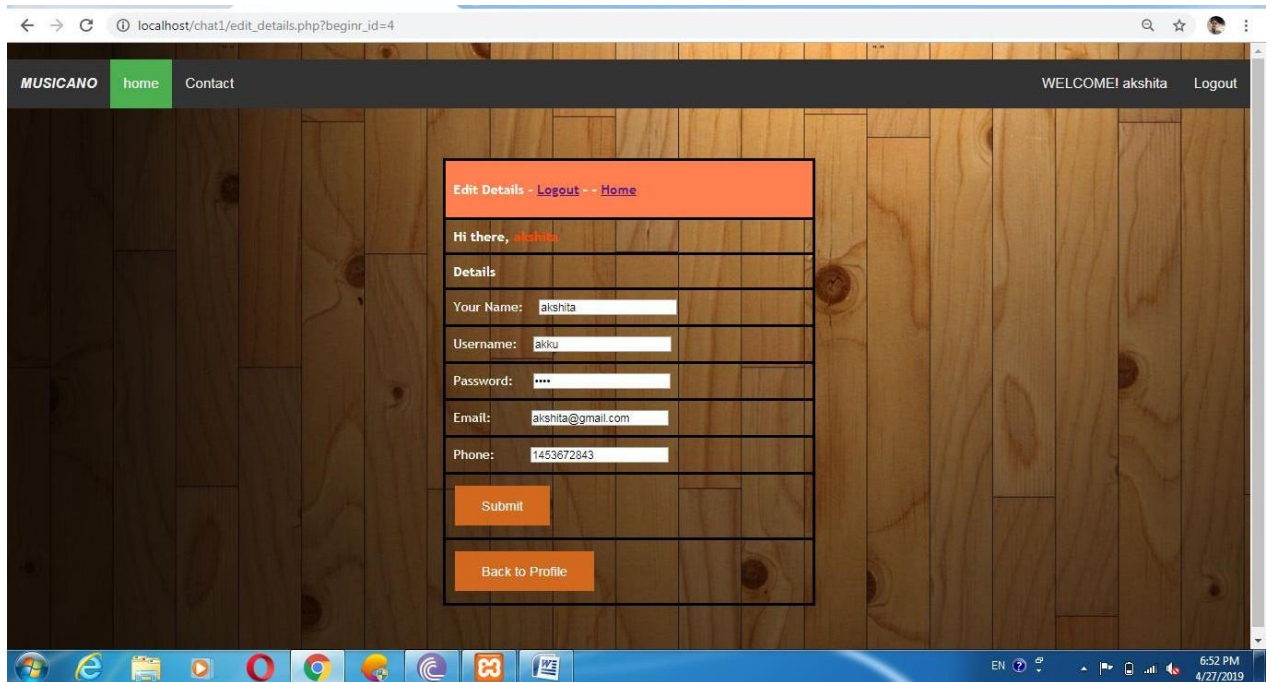 localhost/chat1/edit_details.php?beginr_id=4
MUSICANO home Contact WELCOME! akshita Logout
Edit Details - Logout - - Home
Hi there, akshita
Details
Your Name: akshita
Username: akku
Password: ••••
Email: akshita@gmail.com
Phone: 1453672843
Submit
Back to Profile
EN
6:52 PM
4/27/2019